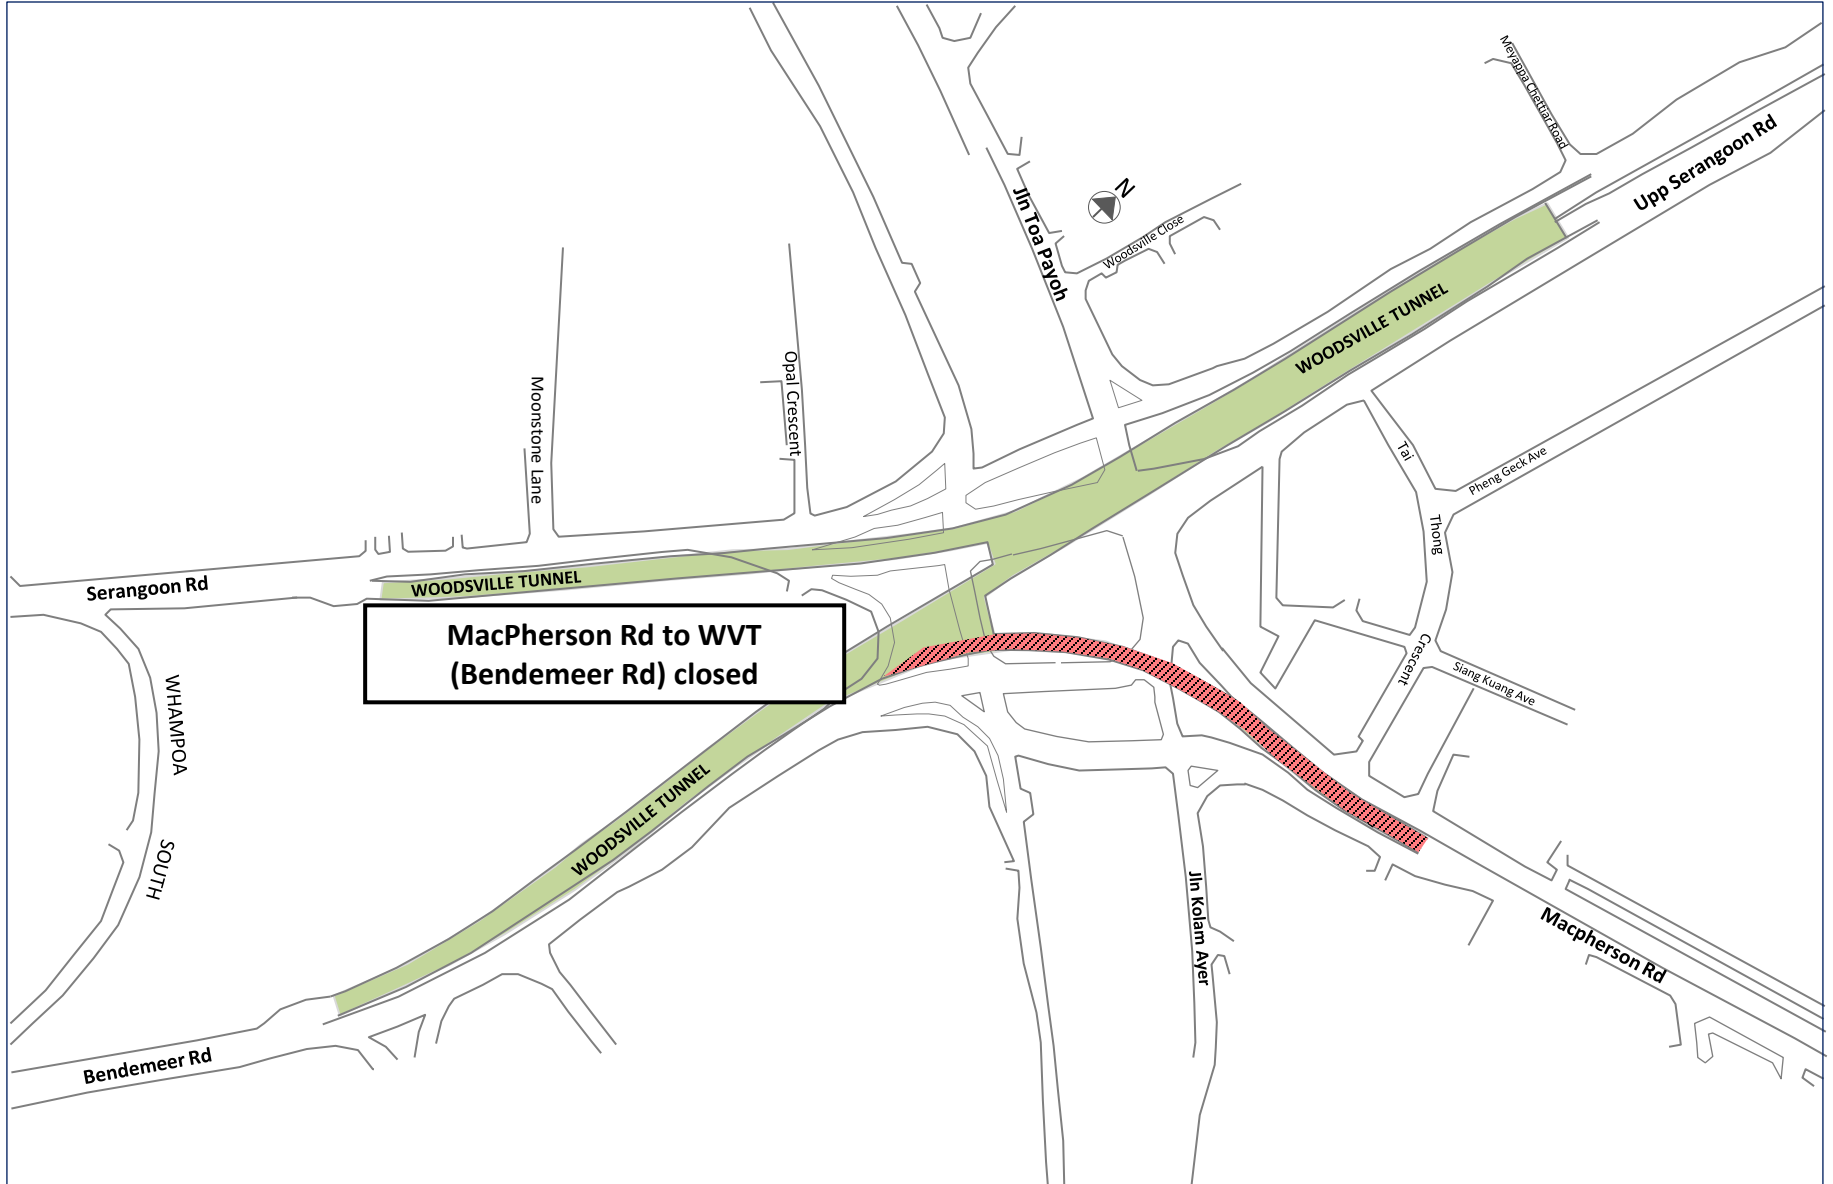 Meyappa Chettiar Road
Upp Serangoon Rd
N
Jln Toa Payoh
Woodsville Close
WOODSVILLE TUNNEL
Opal Crescent
Moonstone Lane
Tai
Thong
Crescent
Pheng Geck Ave
Siang Kuang Ave
Serangoon Rd
WOODSVILLE TUNNEL
MacPherson Rd to WVT
(Bendemeer Rd) closed
WHAMPOA
SOUTH
WOODSVILLE TUNNEL
Jln Kolam Ayer
Macpherson Rd
Bendemeer Rd